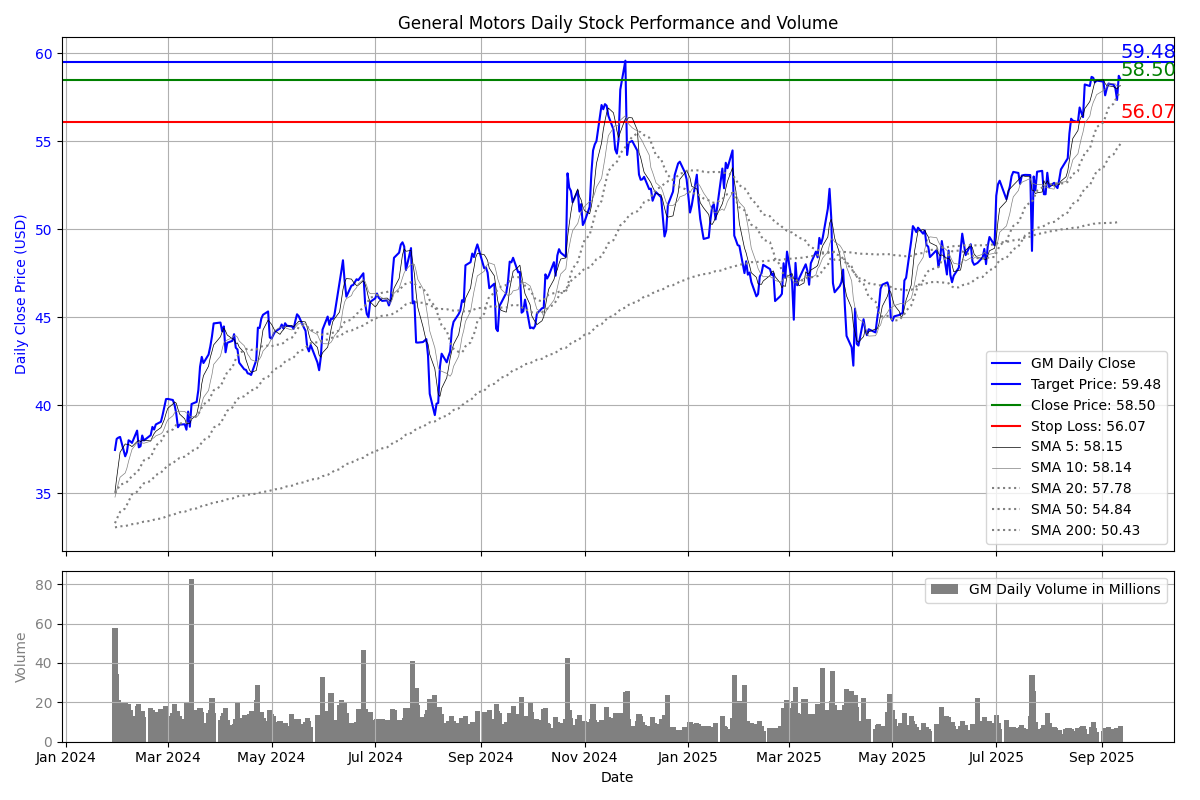 General Motors Daily Stock Performance and Volume
Daily Close Price (USD)
60
55
50
45
40
35
59.48
58.50
56.07
GM Daily Close
Target Price: 59.48
Close Price: 58.50
Stop Loss: 56.07
SMA 5: 58.15
SMA 10: 58.14
SMA 20: 57.78
SMA 50: 54.84
SMA 200: 50.43
Volume
80
60
40
20
0
GM Daily Volume in Millions
Jan 2024 Mar 2024 May 2024 Jul 2024 Sep 2024 Nov 2024 Jan 2025 Mar 2025 May 2025 Jul 2025 Sep 2025
Date